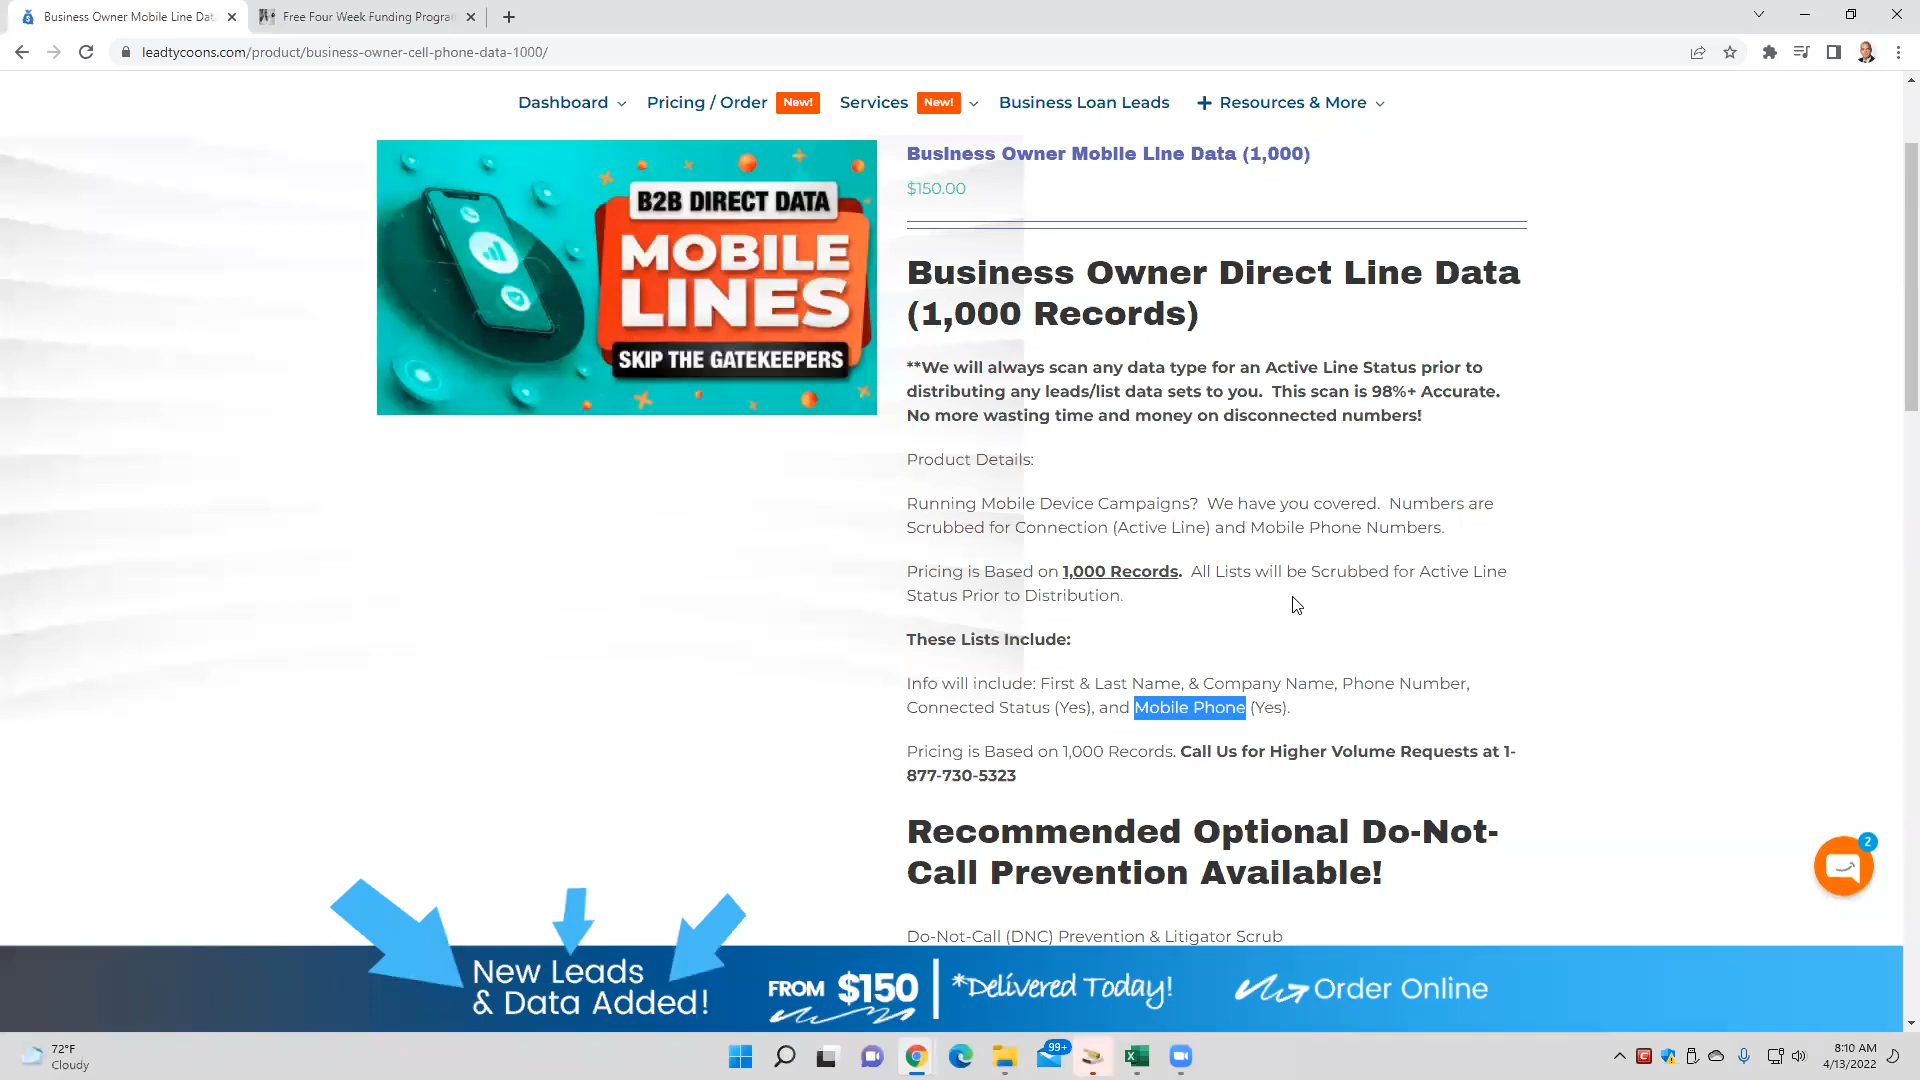 Business Owner Mobile Line Dat
Free Four Week Funding Progra
leadtycoons.com/product/business-owner-cell-phone-data-1000/
Dashboard
Pricing / Order New!
Services New!
Business Loan Leads
Resources & More
B2B DIRECT DATA
MOBILE
LINES
SKIP THE GATEKEEPERS
Business Owner Mobile Line Data (1,000)
$150.00
Business Owner Direct Line Data
(1,000 Records)
**We will always scan any data type for an Active Line Status prior to
distributing any leads/list data sets to you. This scan is 98%+ Accurate.
No more wasting time and money on disconnected numbers!
Product Details:
Running Mobile Device Campaigns? We have you covered. Numbers are
Scrubbed for Connection (Active Line) and Mobile Phone Numbers.
Pricing is Based on 1,000 Records. All Lists will be Scrubbed for Active Line
Status Prior to Distribution.
These Lists Include:
Info will include: First & Last Name, & Company Name, Phone Number,
Connected Status (Yes), and Mobile Phone (Yes).
Pricing is Based on 1,000 Records. Call Us for Higher Volume Requests at 1-
877-730-5323
Recommended Optional Do-Not-
Call Prevention Available!
Do-Not-Call (DNC) Prevention & Litigator Scrub
2
New Leads
& Data Added!
FROM $150
*Delivered Today!
Order Online
72°F
Cloudy
99+
8:10 AM
4/13/2022